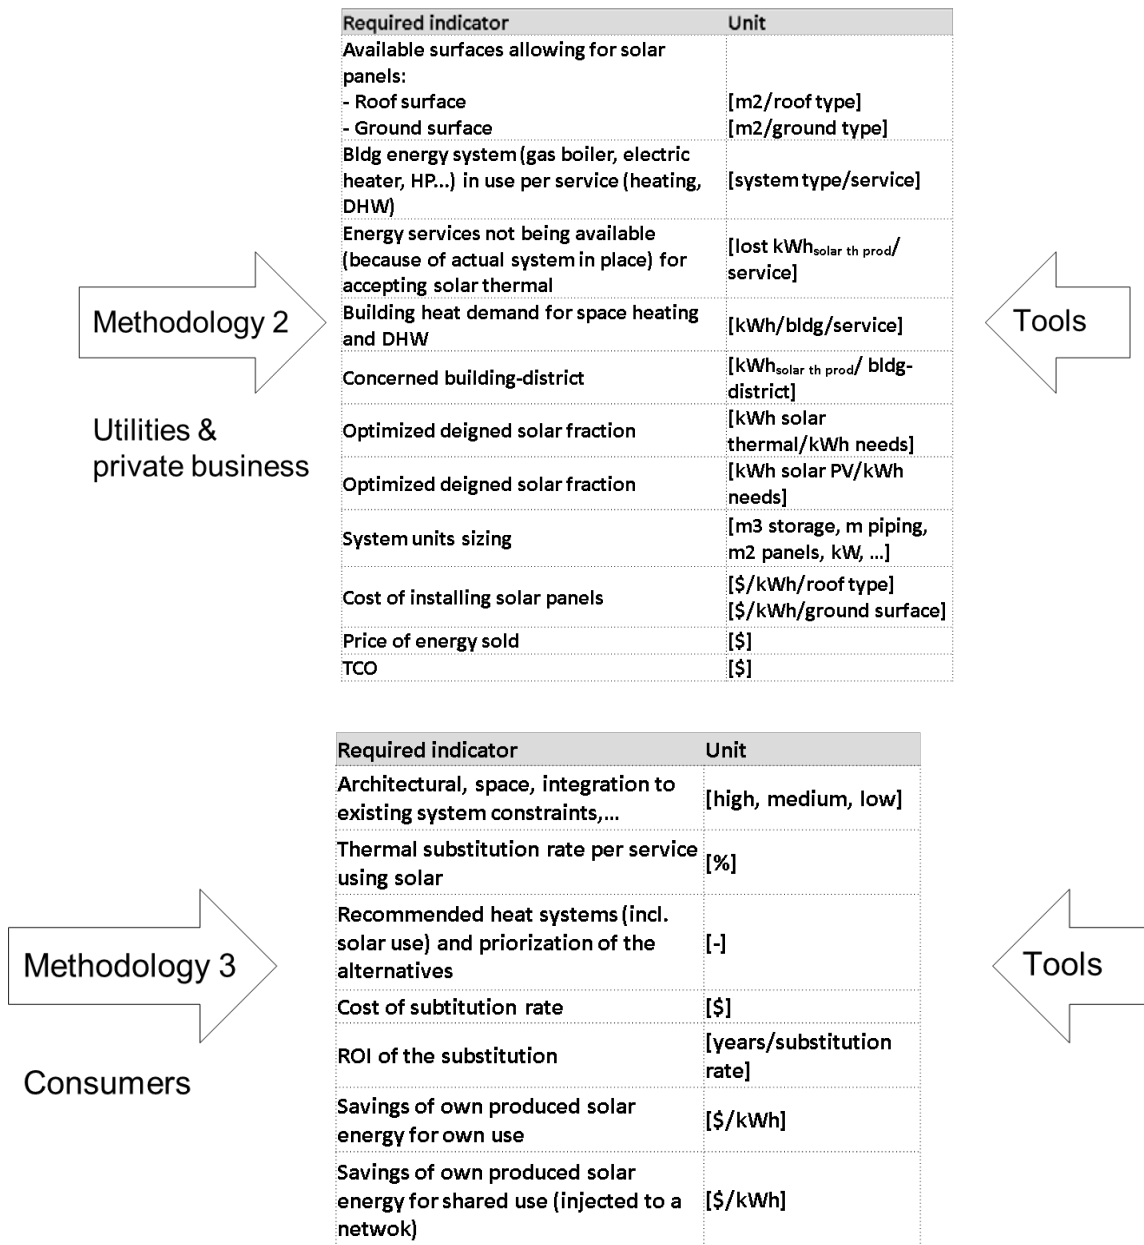 Required indicator Unit
Available surfaces allowing for solar
panels:
- Roof surface [m2/roof type]
- Ground surface [m2/ground type]
Bldg energy system (gas boiler, electric
heater, HP...) in use per service (heating,
DHW)
[system type/service]
Energy services not being available
(because of actual system in place) for
accepting solar thermal
[lost kWhsolar th prod/
service]
Methodology 2
Building heat demand for space heating
and DHW
[kWh/bldg/service]
Tools
Concerned building-district
[kWhsolar th prod/ bldg-
district]
Utilities &
private business
Optimized deigned solar fraction
[kWh solar
thermal/kWh needs]
Optimized deigned solar fraction
[kWh solar PV/kWh
needs]
System units sizing
[m3 storage, m piping,
m2 panels, kW, ...]
Cost of installing solar panels
[$/kWh/roof type]
[$/kWh/ground surface]
Price of energy sold [$]
TCO [$]
Required indicator Unit
Architectural, space, integration to
existing system constraints,...
[high, medium, low]
Thermal substitution rate per service
using solar
[%]
Methodology 3
Recommended heat systems (incl.
solar use) and priorization of the
alternatives
[-]
Tools
Cost of subtitution rate [$]
Consumers
ROI of the substitution
[years/substitution
rate]
Savings of own produced solar
energy for own use
[$/kWh]
Savings of own produced solar
energy for shared use (injected to a
netwok)
[$/kWh]